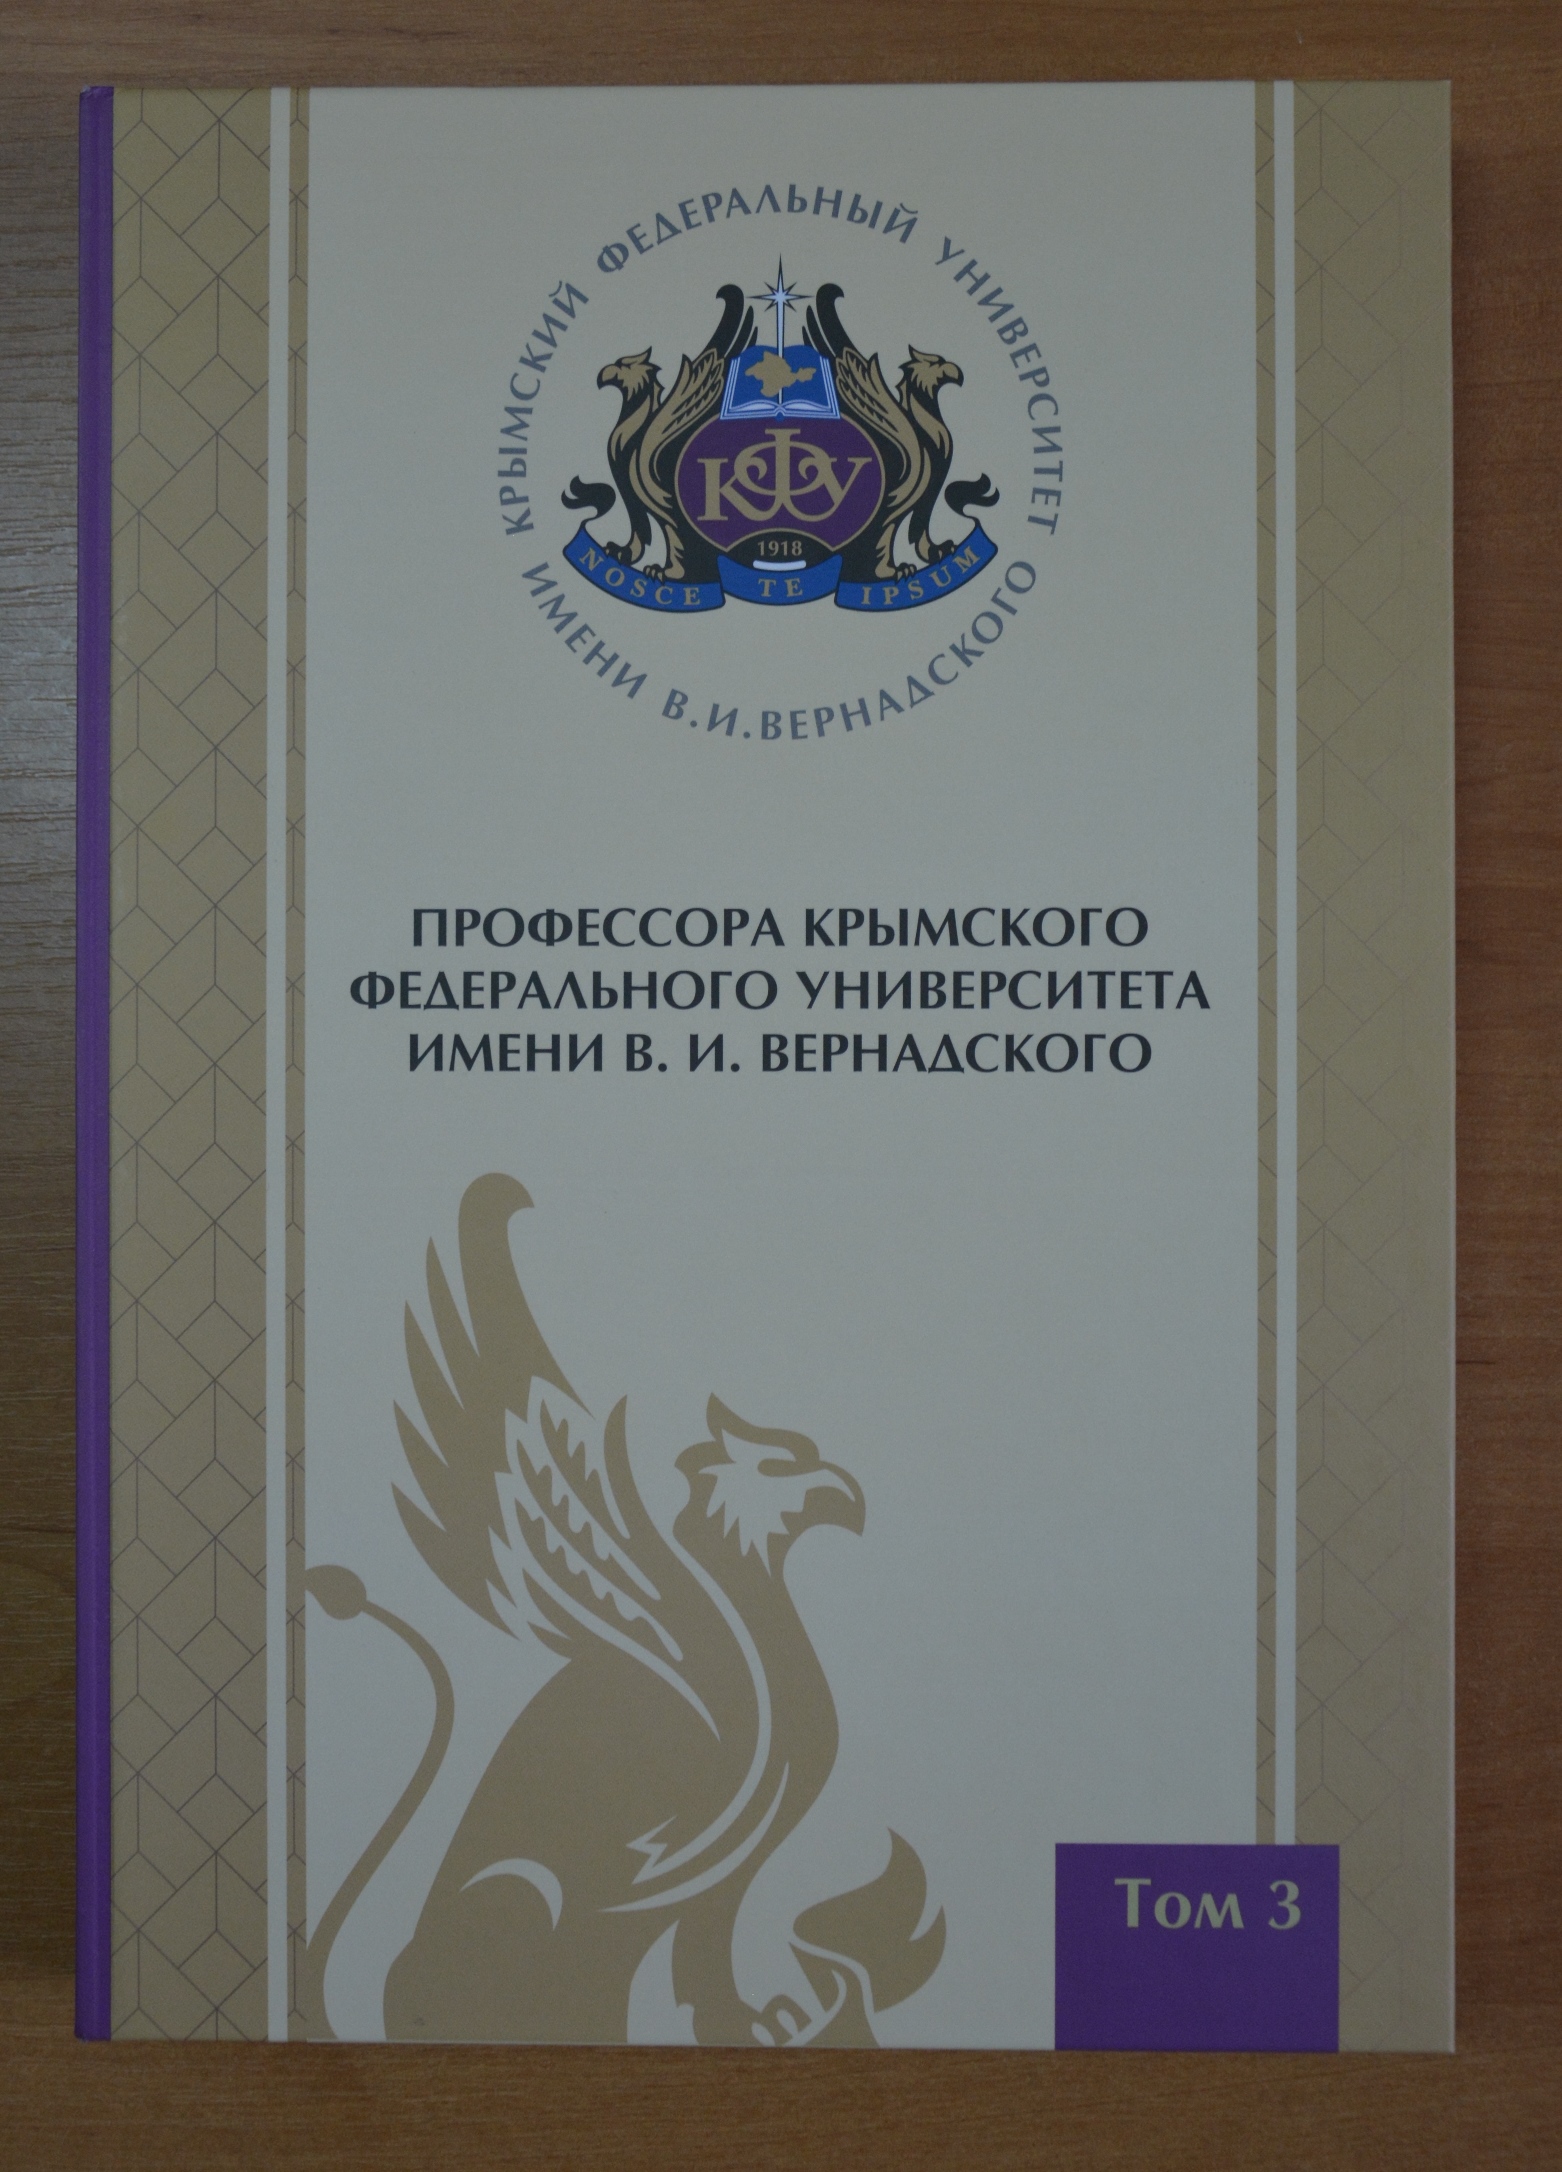 КРЫМСКИЙ ФЕДЕРАЛЬНЫЙ УНИВЕРСИТЕТ
ИМЕНИ В.И.ВЕРНАДСКОГО
КФУ
1918
NOSCE TE IPSUM
ПРОФЕССОРА КРЫМСКОГО
ФЕДЕРАЛЬНОГО УНИВЕРСИТЕТА
ИМЕНИ В. И. ВЕРНАДСКОГО
Том 3